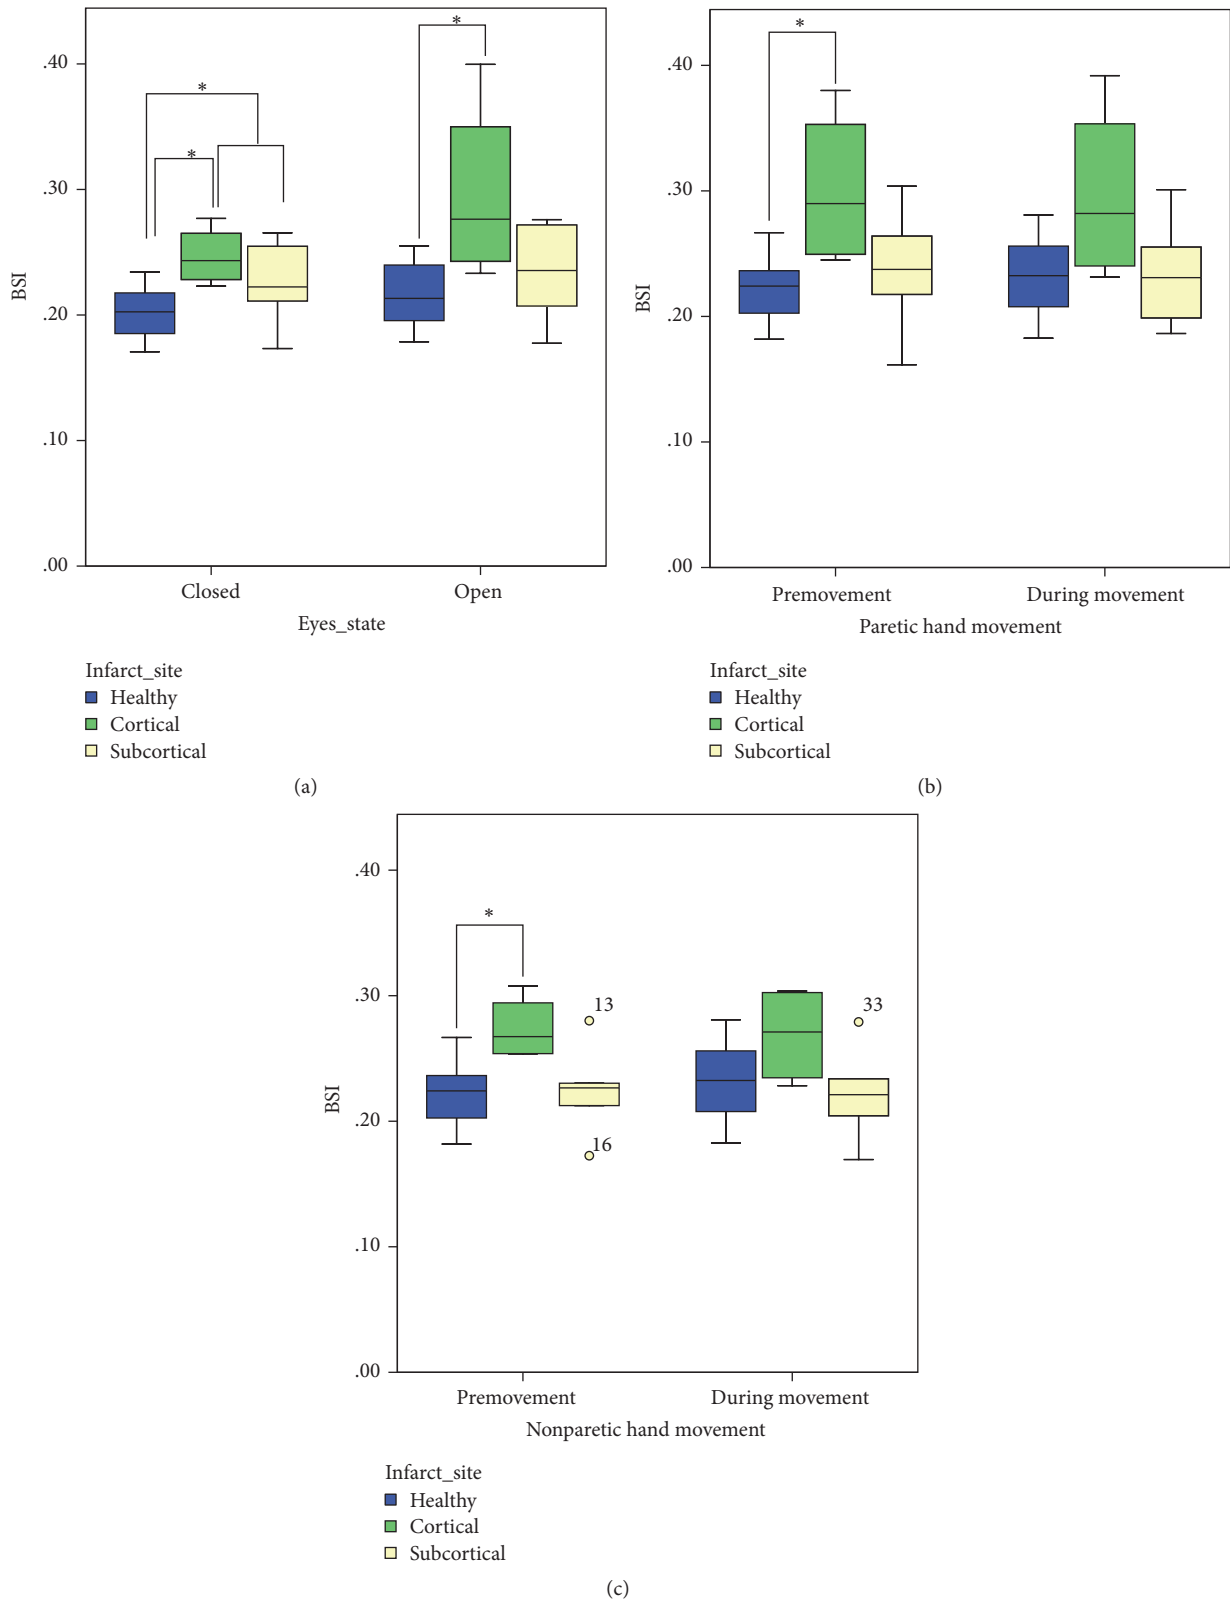 *
.40
*
*
.30
BSI
.20
.10
.00
Closed
Open
Eyes_state
Infarct_site
Healthy
Cortical
Subcortical
(a)
*
.40
.30
BSI
.20
.10
.00
Premovement
During movement
Paretic hand movement
Infarct_site
Healthy
Cortical
Subcortical
(b)
.40
*
.30
13
33
BSI
.20
16
.10
.00
Premovement
During movement
Nonparetic hand movement
Infarct_site
Healthy
Cortical
Subcortical
(c)